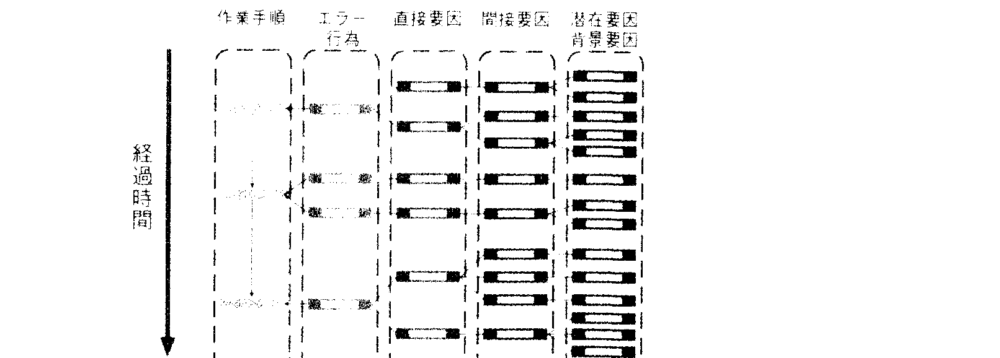 作業手順
エラー
行為
直接要因
間接要因
潜在要因
背景要因
経過時間